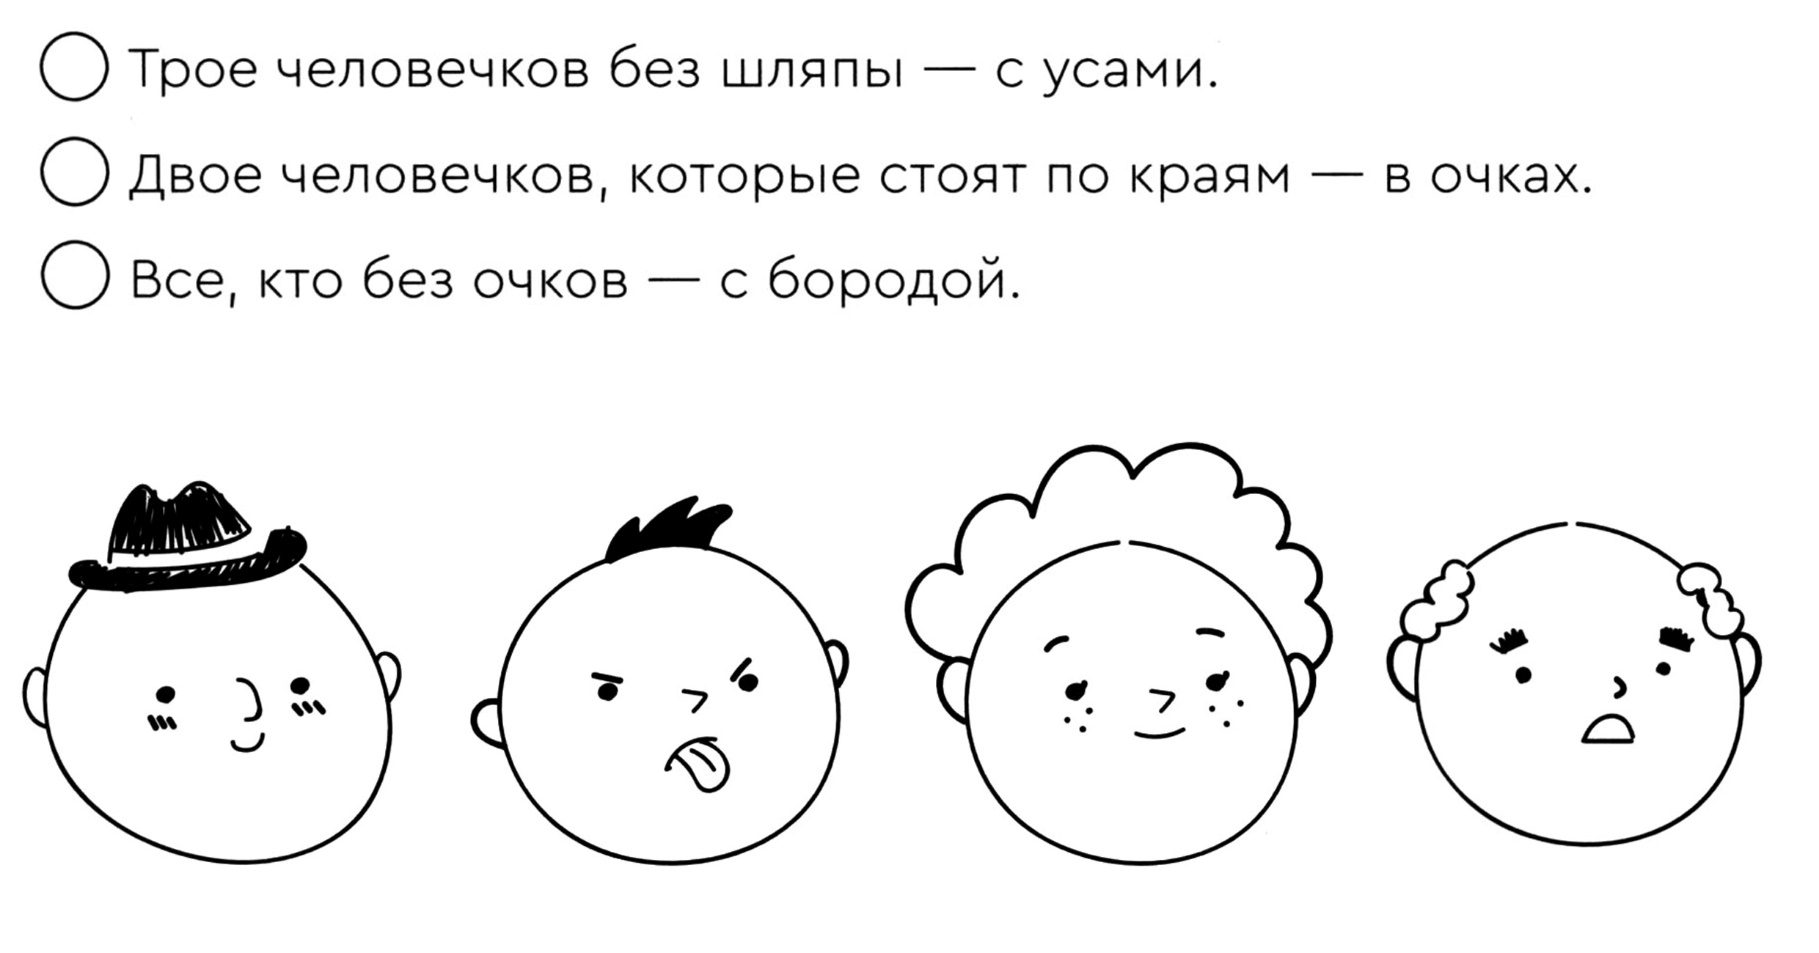 Трое человечков без шляпы — с усами.
Двое человечков, которые стоят по краям — в очках.
Все, кто без очков — с бородой.